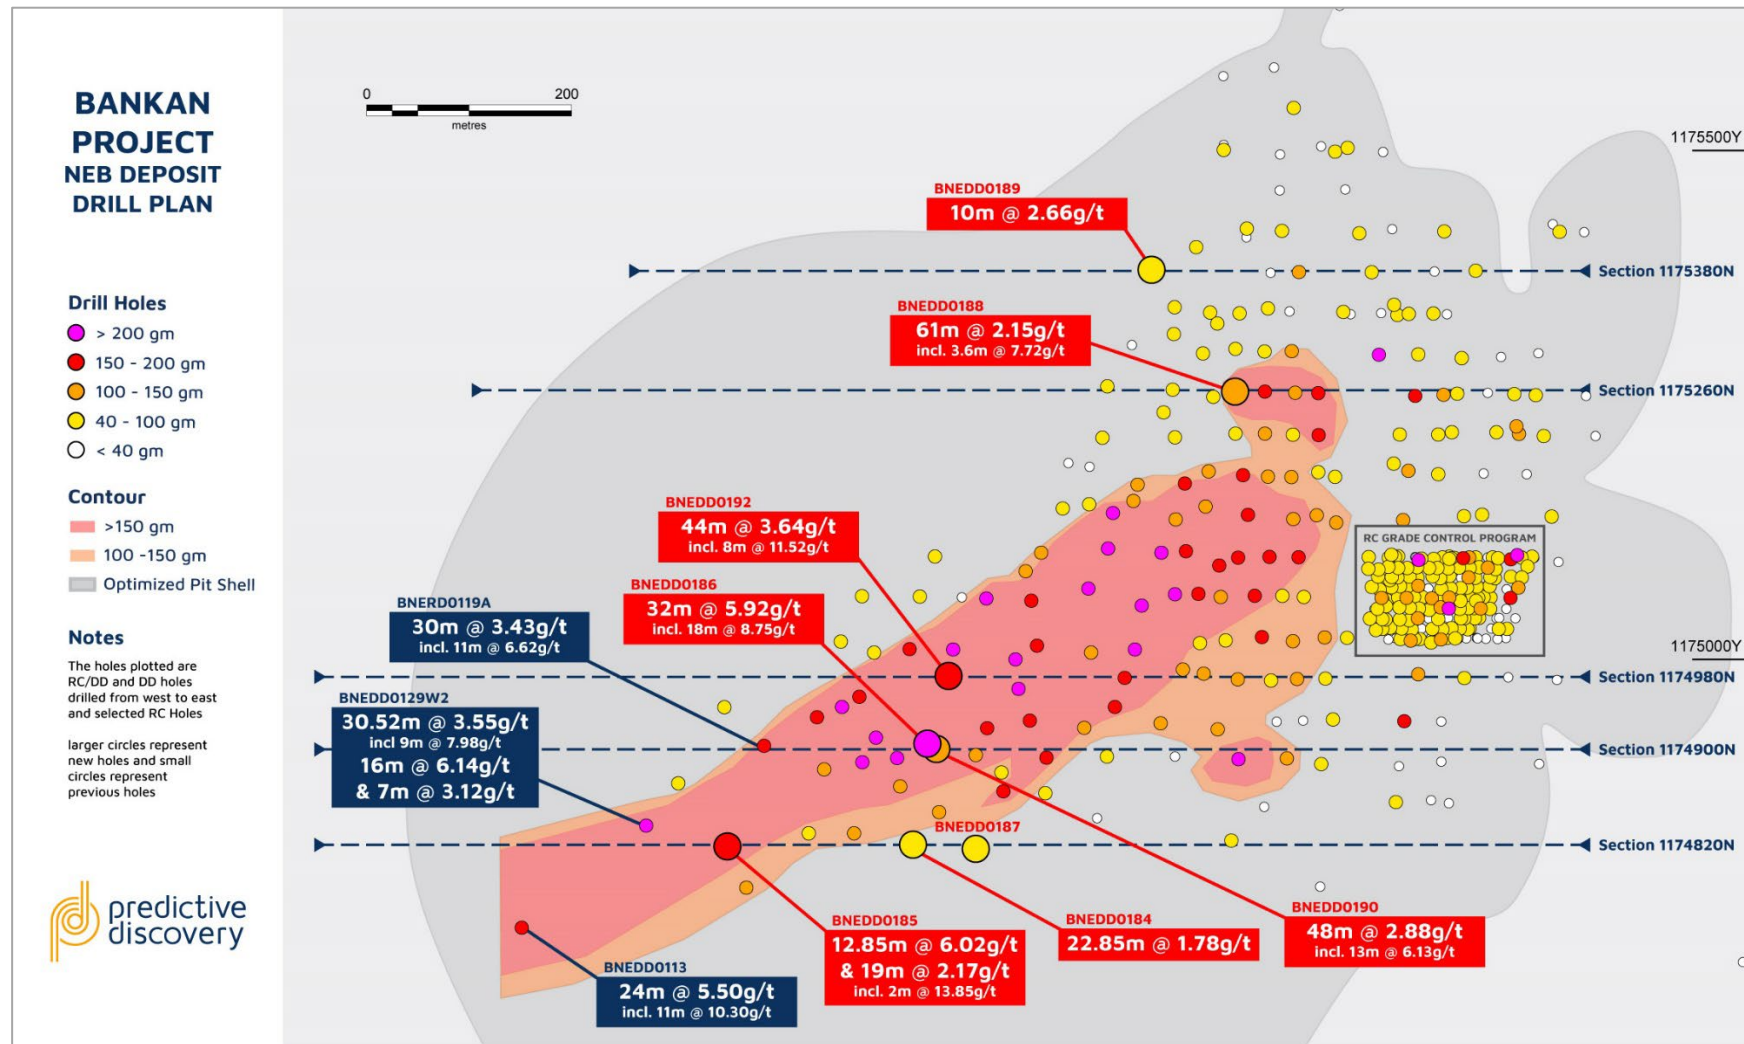 BANKAN
PROJECT
NEB DEPOSIT
DRILL PLAN
Drill Holes
> 200 gm
150 - 200 gm
100 - 150 gm
40 - 100 gm
< 40 gm
Contour
>150 gm
100 -150 gm
Optimized Pit Shell
Notes
The holes plotted are
RC/DD and DD holes
drilled from west to east
and selected RC Holes
larger circles represent
new holes and small
circles represent
previous holes
predictive
discovery
0 200
metres
1175500Y
BNEDD0189
10m @ 2.66g/t
Section 1175380N
BNEDD0188
61m @ 2.15g/t
incl. 3.6m @ 7.72g/t
Section 1175260N
BNEDD0192
44m @ 3.64g/t
incl. 8m @ 11.52g/t
RC GRADE CONTROL PROGRAM
BNEDD0186
32m @ 5.92g/t
incl. 18m @ 8.75g/t
BNERD0119A
30m @ 3.43g/t
incl. 11m @ 6.62g/t
1175000Y
Section 1174980N
BNEDD0129W2
30.52m @ 3.55g/t
incl 9m @ 7.98g/t
16m @ 6.14g/t
& 7m @ 3.12g/t
Section 1174900N
BNEDD0187
Section 1174820N
BNEDD0185
12.85m @ 6.02g/t
& 19m @ 2.17g/t
incl. 2m @ 13.85g/t
BNEDD0184
22.85m @ 1.78g/t
BNEDD0190
48m @ 2.88g/t
incl. 13m @ 6.13g/t
BNEDD0113
24m @ 5.50g/t
incl. 11m @ 10.30g/t